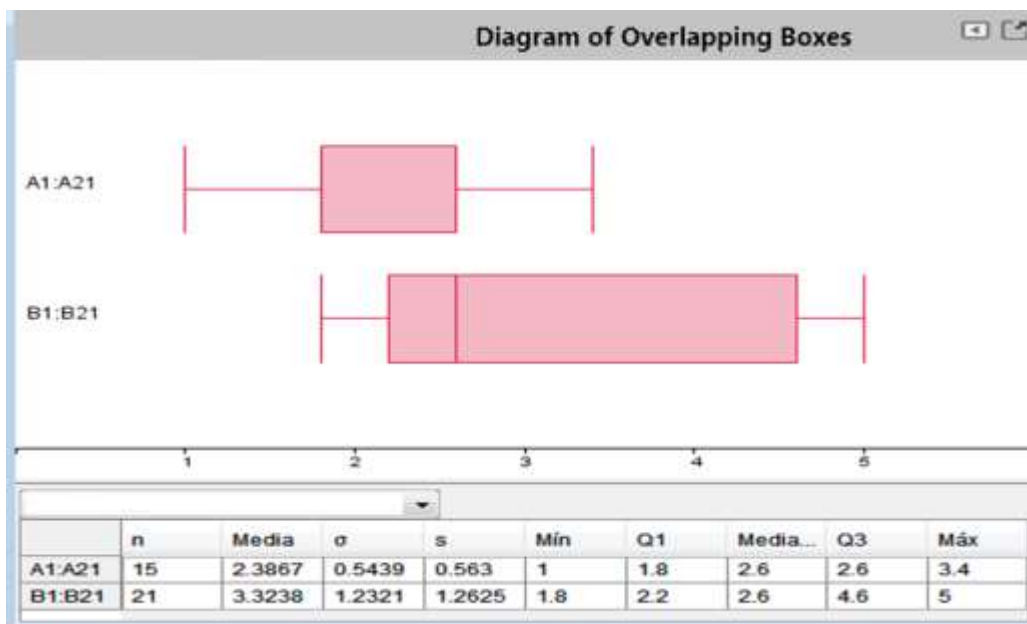 Diagram of Overlapping Boxes
A1:A21
B1:B21
1 2 3 4 5
n Media σ s Mín Q1 Media... Q3 Máx
A1:A21 15 2.3867 0.5439 0.563 1 1.8 2.6 2.6 3.4
B1:B21 21 3.3238 1.2321 1.2625 1.8 2.2 2.6 4.6 5